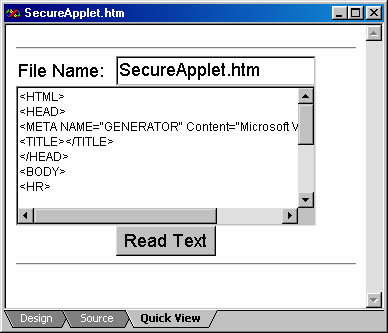 SecureApplet.htm
File Name: SecureApplet.htm
<HTML>
<HEAD>
<META NAME="GENERATOR" Content="Microsoft V
<TITLE></TITLE>
</HEAD>
<BODY>
<HR>
Read Text
Design Source Quick View